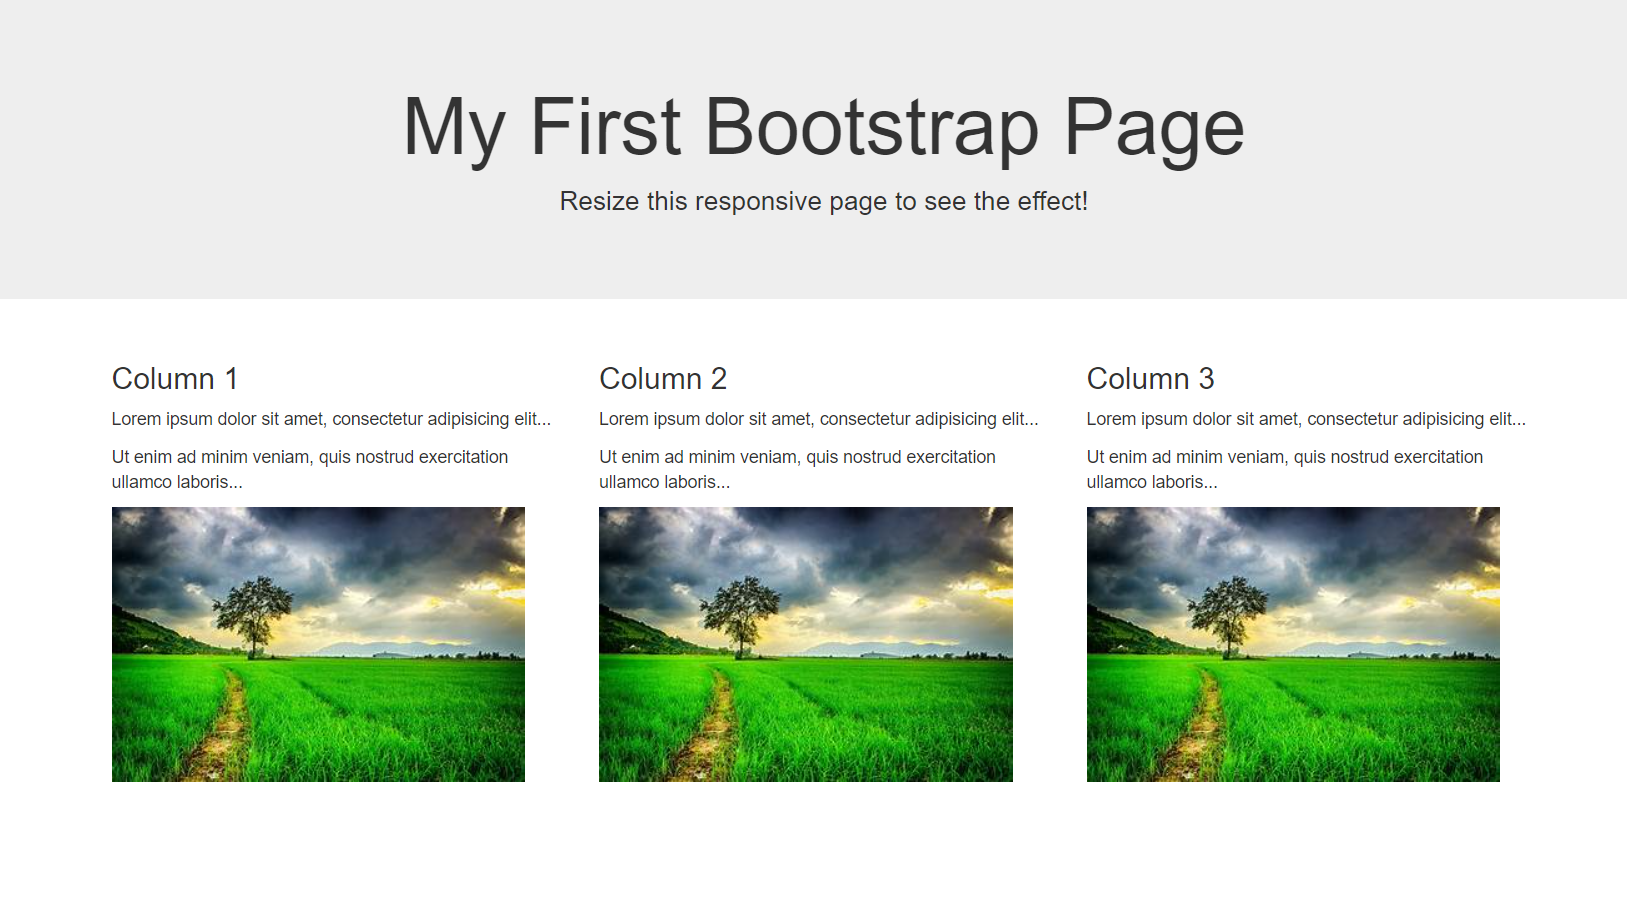 My First Bootstrap Page
Resize this responsive page to see the effect!
Column 1
Lorem ipsum dolor sit amet, consectetur adipisicing elit...
Ut enim ad minim veniam, quis nostrud exercitation
ullamco laboris...
Column 2
Lorem ipsum dolor sit amet, consectetur adipisicing elit...
Ut enim ad minim veniam, quis nostrud exercitation
ullamco laboris...
Column 3
Lorem ipsum dolor sit amet, consectetur adipisicing elit...
Ut enim ad minim veniam, quis nostrud exercitation
ullamco laboris...